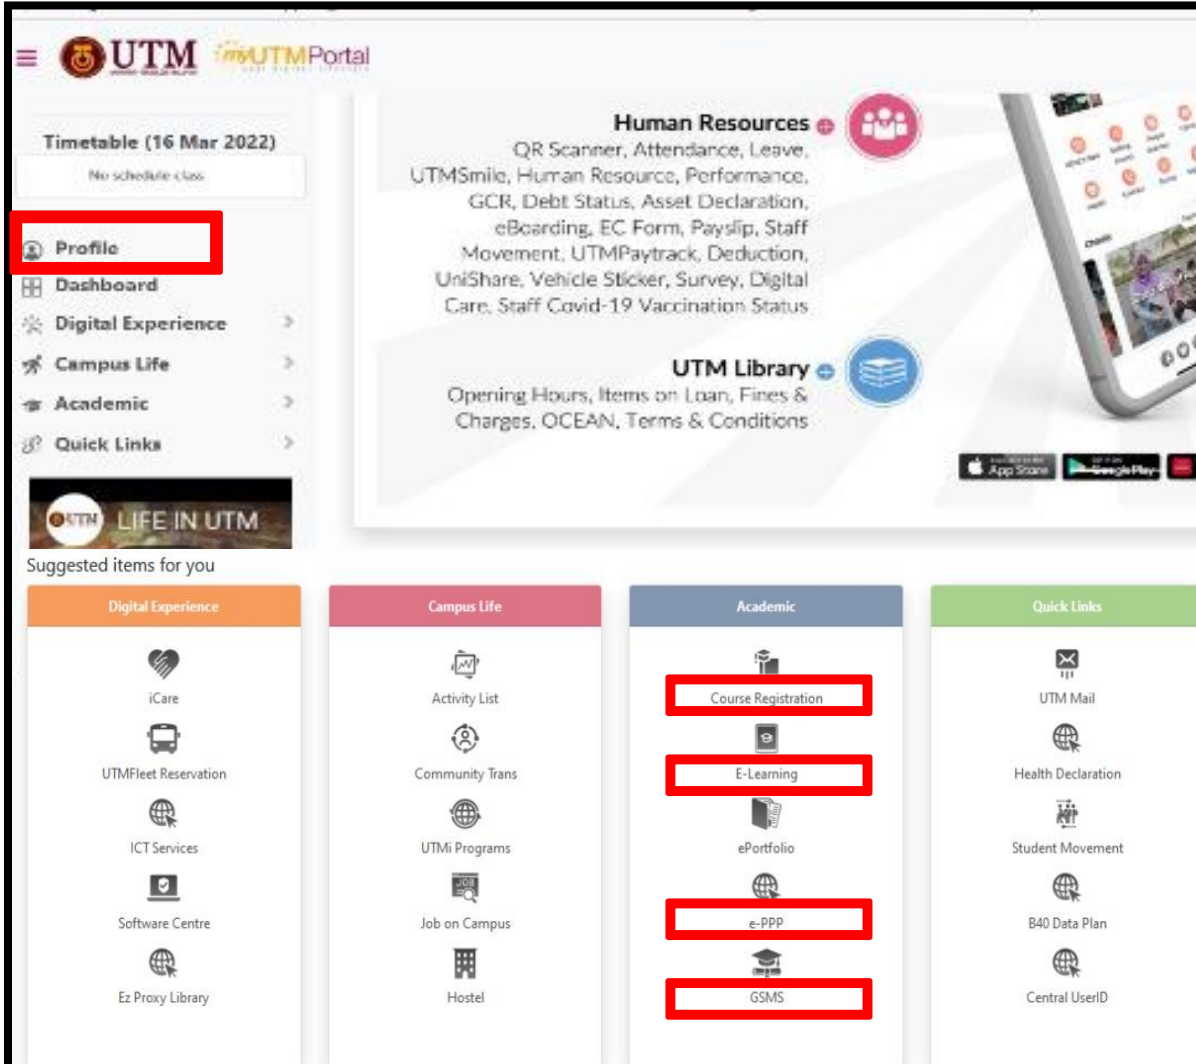 UTM myUTMPortal
Timetable (16 Mar 2022)
No schedule class
Profile
Dashboard
Digital Experience
Campus Life
Academic
Quick Links
UTM LIFE IN UTM
Human Resources
QR Scanner, Attendance, Leave,
UTMSmile, Human Resource, Performance,
GCR, Debt Status, Asset Declaration,
eBoarding, EC Form, Payslip, Staff
Movement, UTMPaytrack, Deduction,
UniShare, Vehicle Sticker, Survey, Digital
Care, Staff Covid-19 Vaccination Status
UTM Library
Opening Hours, Items on Loan, Fines &
Charges, OCEAN, Terms & Conditions
App Store Google Play
Suggested items for you
Digital Experience
iCare
UTMFleet Reservation
ICT Services
Software Centre
Ez Proxy Library
Campus Life
Activity List
Community Trans
UTMi Programs
JOB
Job on Campus
Hostel
Academic
Course Registration
E-Learning
ePortfolio
e-PPP
GSMS
Quick Links
UTM Mail
Health Declaration
Student Movement
B40 Data Plan
Central UserID